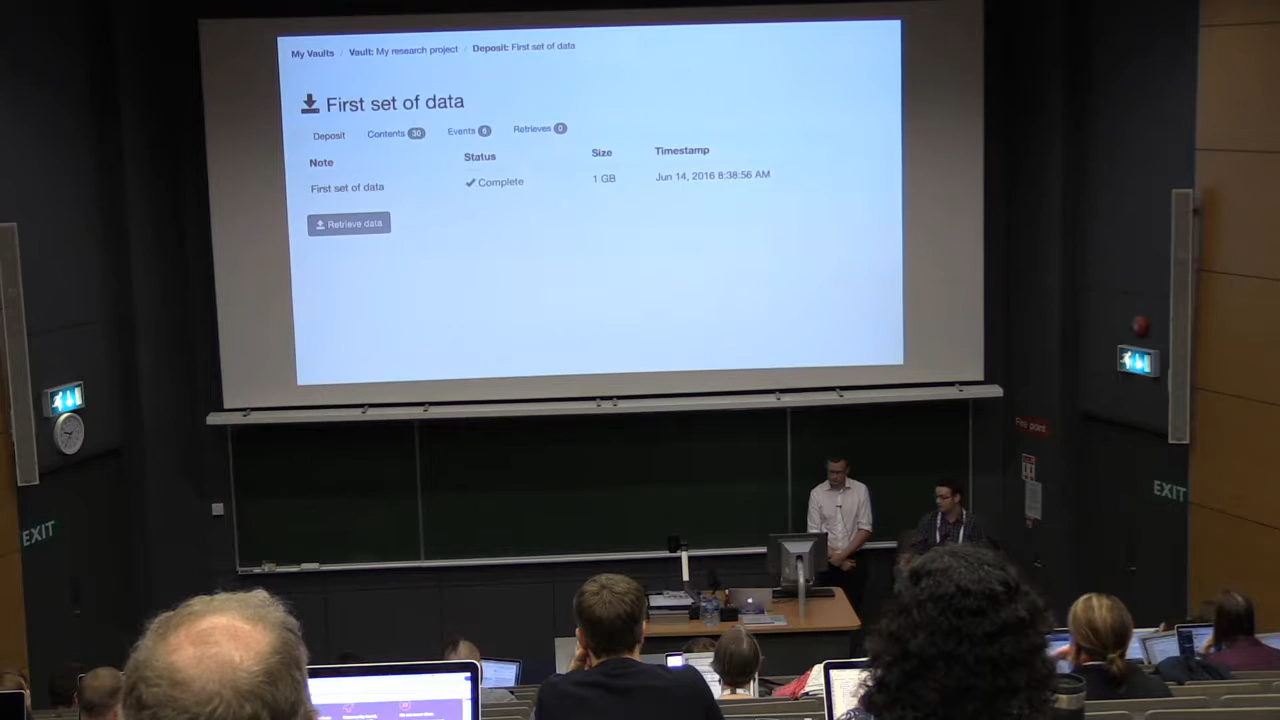 My Vaults / Vault: My research project / Deposit: First set of data
First set of data
Deposit Contents 30 Events 6 Retrieves 0
Note Status Size Timestamp
First set of data Complete 1 GB Jun 14, 2016 8:38:56 AM
Retrieve data
Fire point
EXIT
EXIT